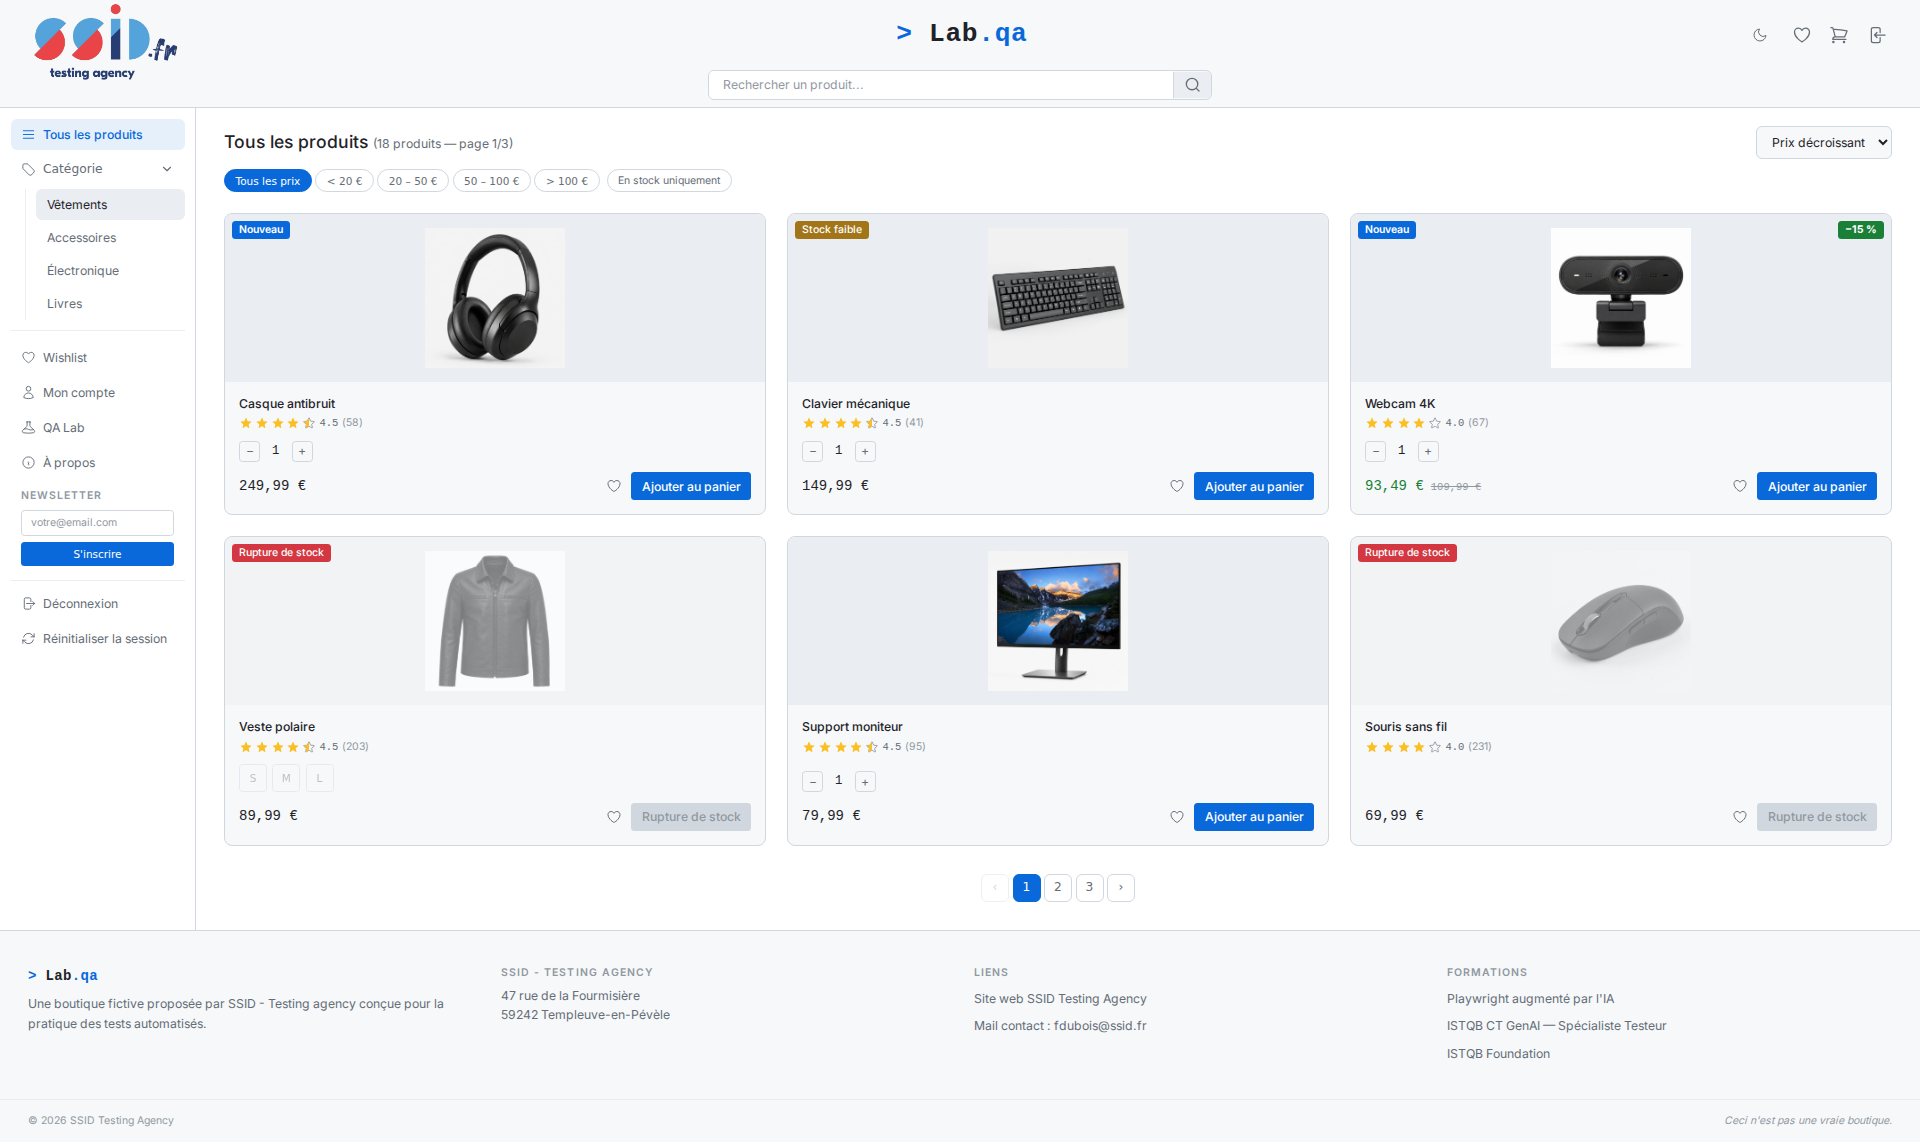 ssiD.fr
testing agency
> Lab.qa
Rechercher un produit...
Tous les produits
Catégorie
Vêtements
Accessoires
Électronique
Livres
Wishlist
Mon compte
QA Lab
À propos
NEWSLETTER
votre@email.com
S'inscrire
Déconnexion
Réinitialiser la session
Tous les produits (18 produits — page 1/3)
Prix décroissant
Tous les prix
< 20 €
20 – 50 €
50 – 100 €
> 100 €
En stock uniquement
Nouveau
Casque antibruit
4.5 (58)
− 1 +
249,99 €
Ajouter au panier
Stock faible
Clavier mécanique
4.5 (41)
− 1 +
149,99 €
Ajouter au panier
Nouveau
−15 %
Webcam 4K
4.0 (67)
− 1 +
93,49 € 109,99 €
Ajouter au panier
Rupture de stock
Veste polaire
4.5 (203)
S M L
89,99 €
Rupture de stock
Support moniteur
4.5 (95)
− 1 +
79,99 €
Ajouter au panier
Rupture de stock
Souris sans fil
4.0 (231)
69,99 €
Rupture de stock
‹ 1 2 3 ›
> Lab.qa
Une boutique fictive proposée par SSID - Testing agency conçue pour la
pratique des tests automatisés.
SSID - TESTING AGENCY
47 rue de la Fourmisière
59242 Templeuve-en-Pévèle
LIENS
Site web SSID Testing Agency
Mail contact : fdubois@ssid.fr
FORMATIONS
Playwright augmenté par l'IA
ISTQB CT GenAI — Spécialiste Testeur
ISTQB Foundation
© 2026 SSID Testing Agency
Ceci n'est pas une vraie boutique.